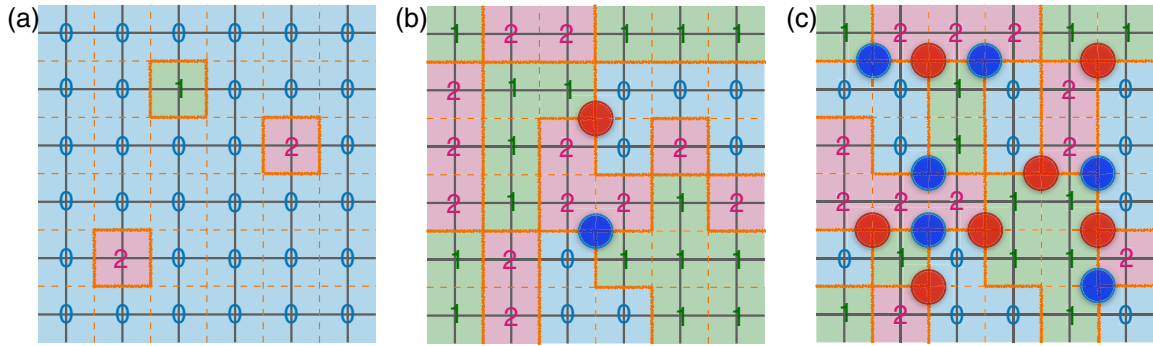 (a)
0 0 0 0 0 0
0 0 1 0 0 0
0 0 0 0 2 0
0 0 0 0 0 0
0 2 0 0 0 0
0 0 0 0 0 0
(b)
1 2 2 1 1 1
2 1 1 0 0 0
2 1 2 0 2 0
2 1 2 2 1 2
1 2 0 1 1 1
1 2 0 0 1 1
(c)
1 2 2 2 1 1
0 0 1 0 2 0
2 0 1 0 2 0
2 2 2 1 1 0
0 1 0 1 1 2
1 2 0 0 1 0